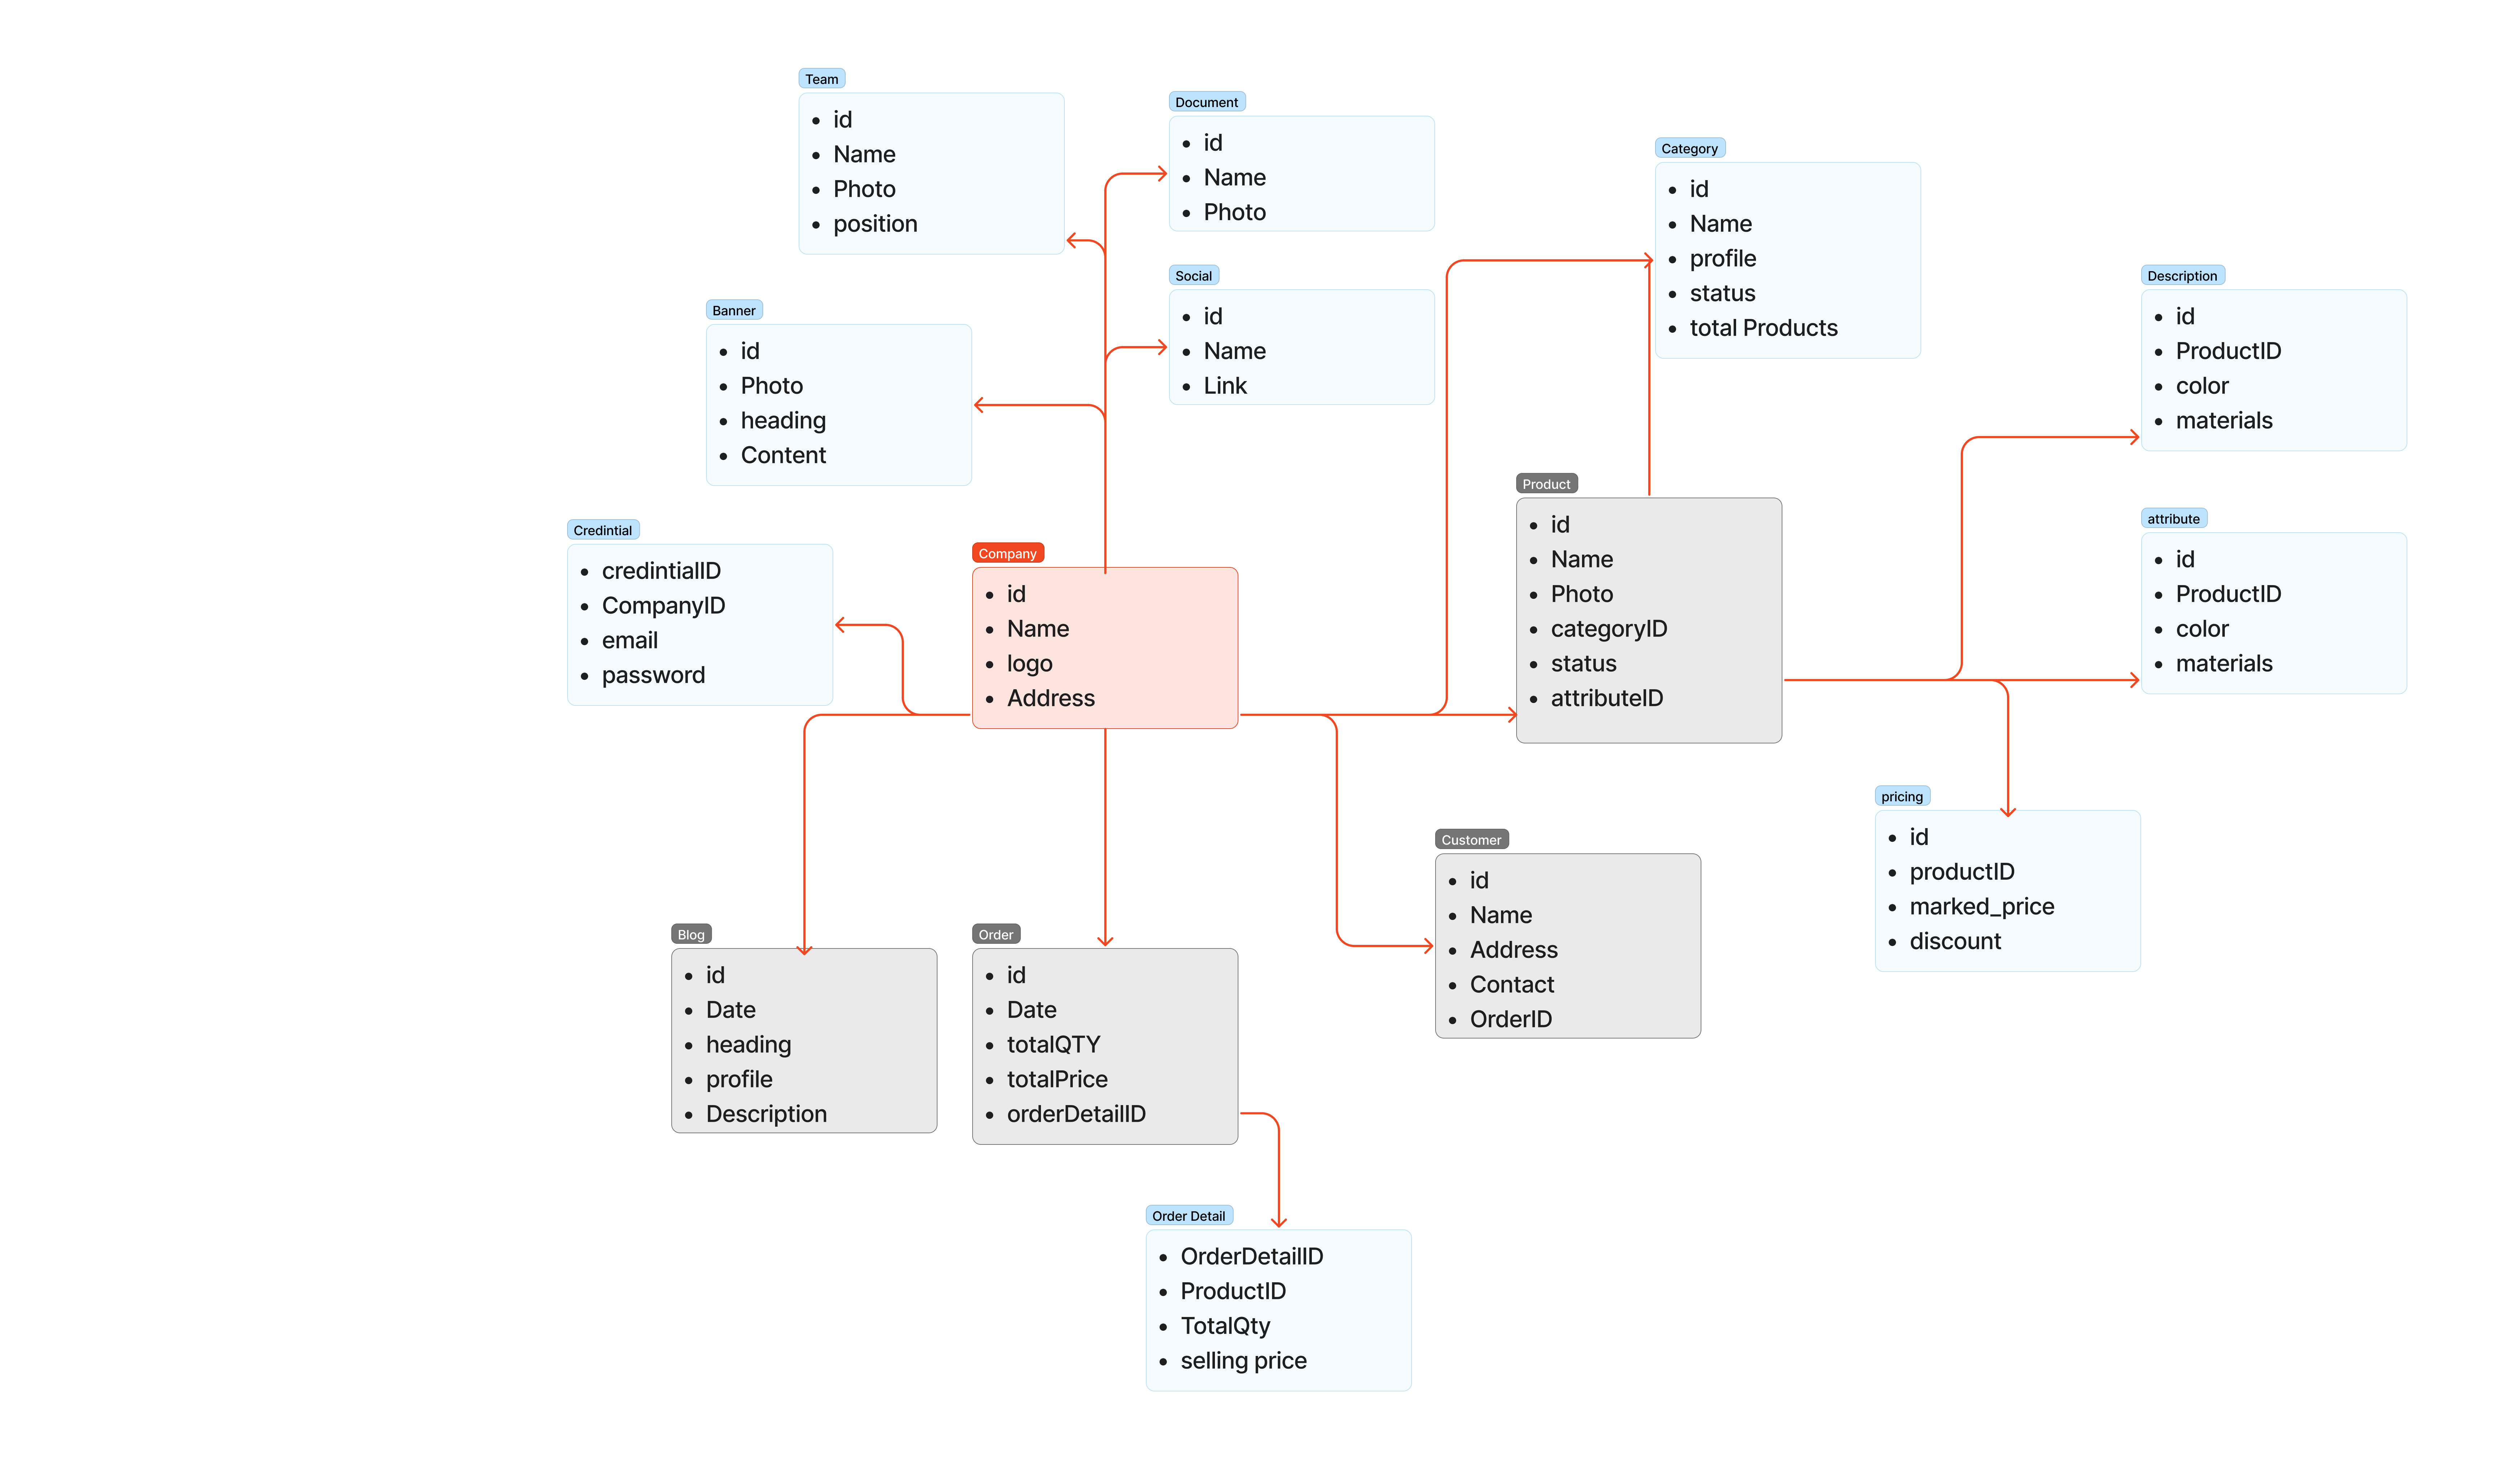 Team
id
Name
Photo
position
Document
id
Name
Photo
Category
id
Name
profile
status
total Products
Social
id
Name
Link
Description
id
ProductID
color
materials
Banner
id
Photo
heading
Content
Product
id
Name
Photo
categoryID
status
attributeID
attribute
id
ProductID
color
materials
Credintial
credintialID
CompanyID
email
password
Company
id
Name
logo
Address
pricing
id
productID
marked_price
discount
Customer
id
Name
Address
Contact
OrderID
Blog
id
Date
heading
profile
Description
Order
id
Date
totalQTY
totalPrice
orderDetailID
Order Detail
OrderDetailID
ProductID
TotalQty
selling price